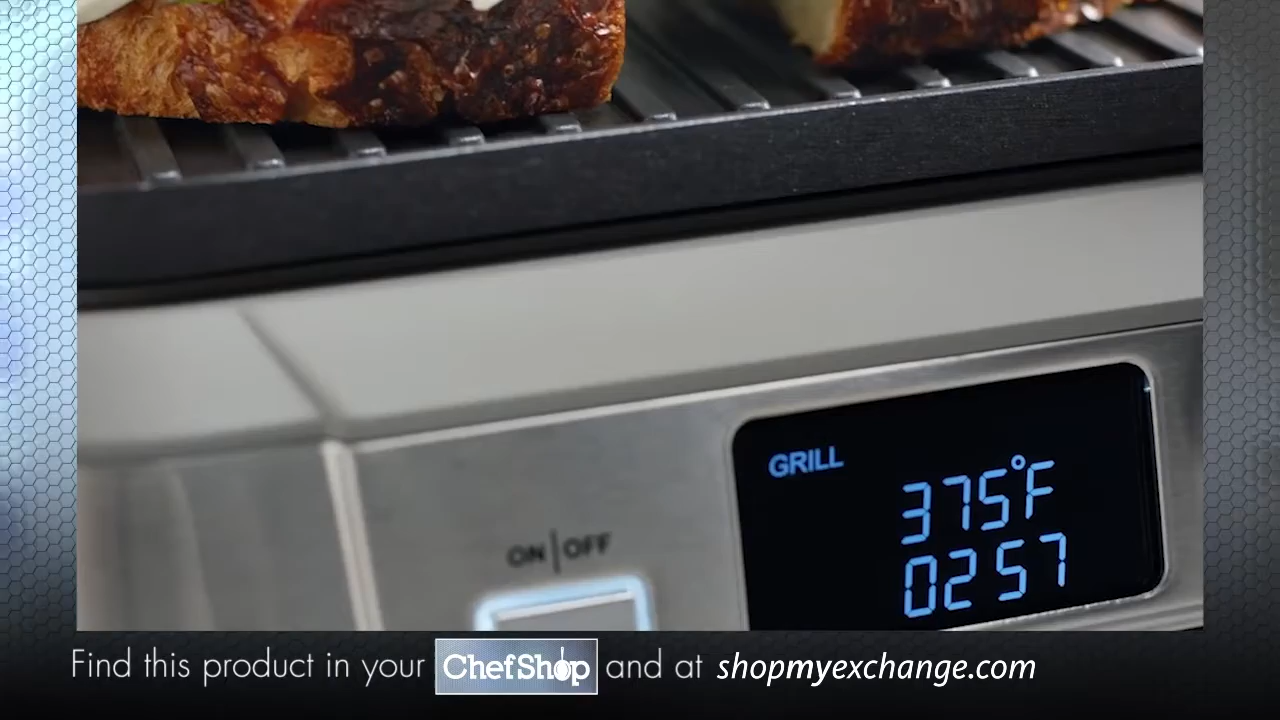 GRILL
375°F
0257
ON|OFF
Find this product in your ChefShop and at shopmyexchange.com